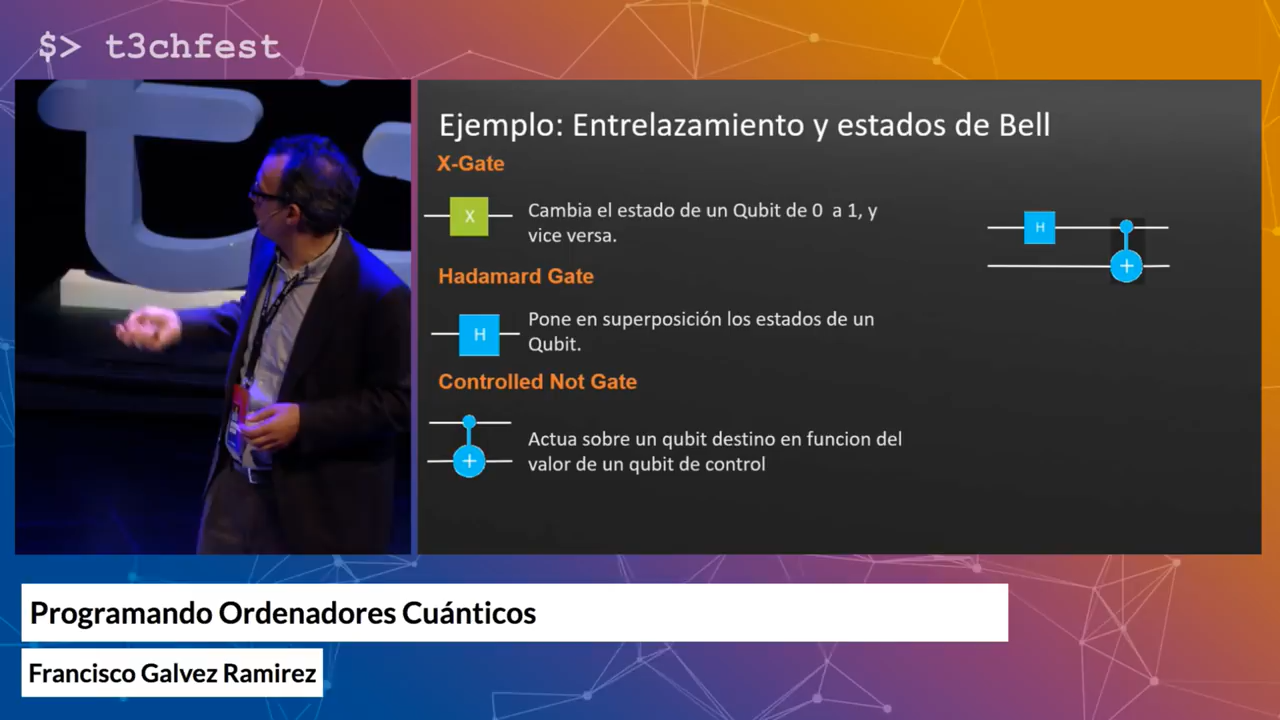 $> t3chfest
Ejemplo: Entrelazamiento y estados de Bell
X-Gate
X
Cambia el estado de un Qubit de 0 a 1, y
vice versa.
H
Hadamard Gate
H
Pone en superposición los estados de un
Qubit.
Controlled Not Gate
Actua sobre un qubit destino en funcion del
valor de un qubit de control
Programando Ordenadores Cuánticos
Francisco Galvez Ramirez